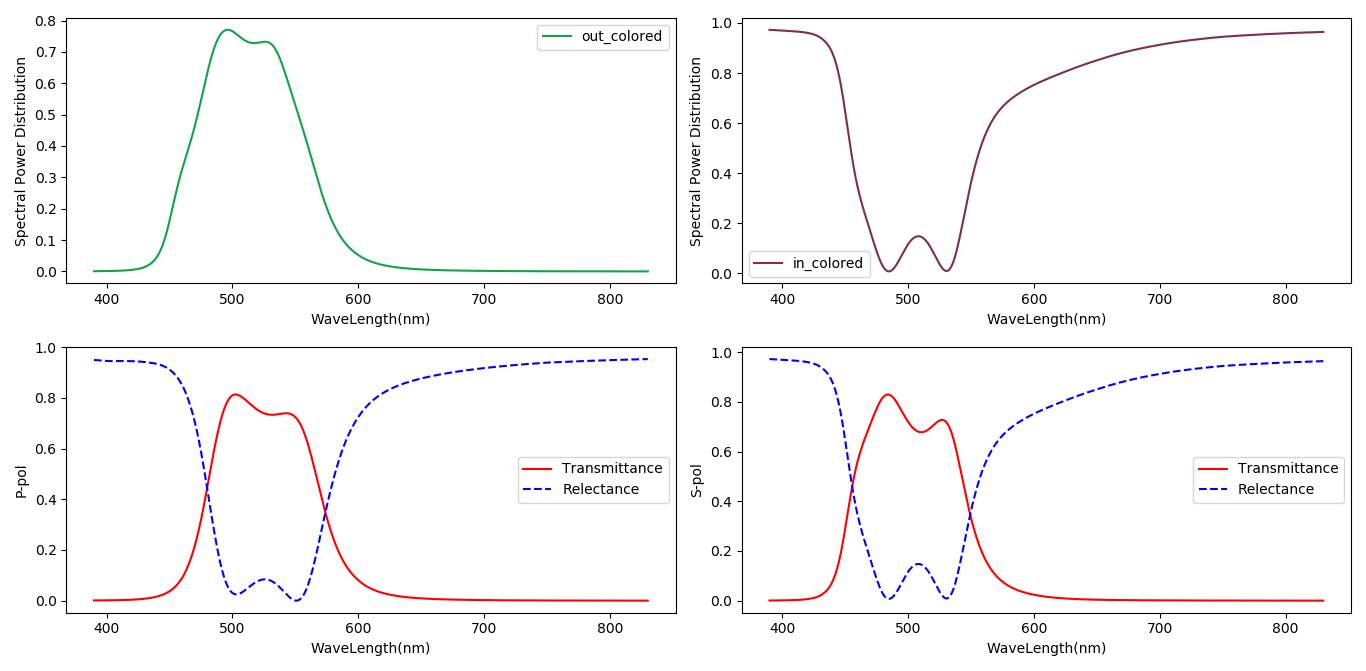 Spectral Power Distribution
0.8
0.7
0.6
0.5
0.4
0.3
0.2
0.1
0.0
out_colored
400 500 600 700 800
WaveLength(nm)
Spectral Power Distribution
1.0
0.8
0.6
0.4
0.2
0.0
in_colored
400 500 600 700 800
WaveLength(nm)
P-pol
1.0
0.8
0.6
0.4
0.2
0.0
Transmittance
Relectance
400 500 600 700 800
WaveLength(nm)
S-pol
1.0
0.8
0.6
0.4
0.2
0.0
Transmittance
Relectance
400 500 600 700 800
WaveLength(nm)